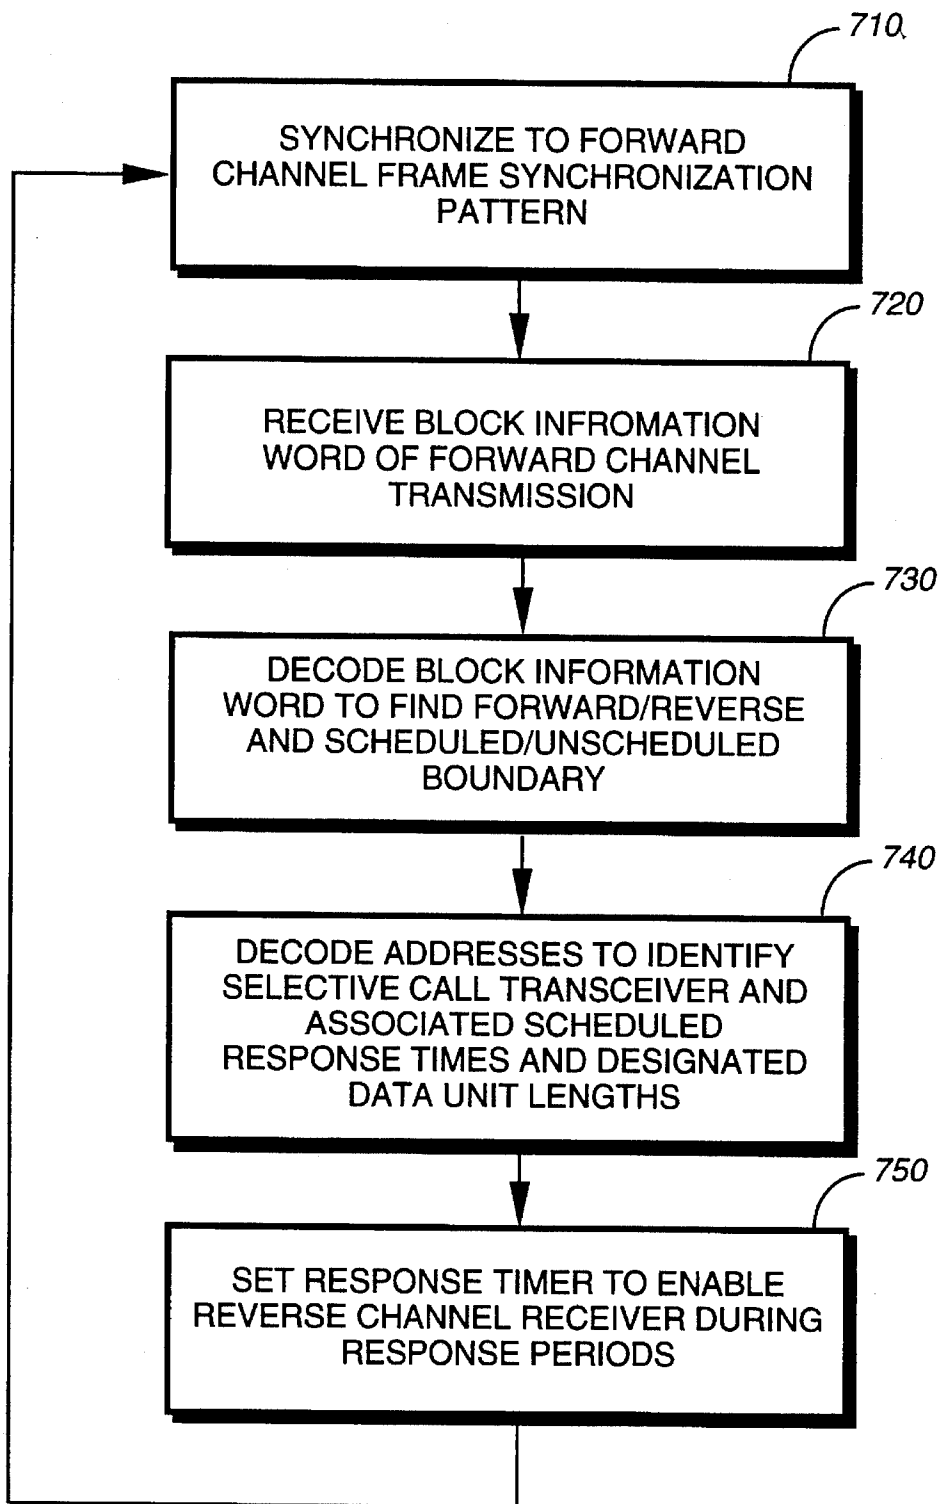 710
SYNCHRONIZE TO FORWARD
CHANNEL FRAME SYNCHRONIZATION
PATTERN
720
RECEIVE BLOCK INFROMATION
WORD OF FORWARD CHANNEL
TRANSMISSION
730
DECODE BLOCK INFORMATION
WORD TO FIND FORWARD/REVERSE
AND SCHEDULED/UNSCHEDULED
BOUNDARY
740
DECODE ADDRESSES TO IDENTIFY
SELECTIVE CALL TRANSCEIVER AND
ASSOCIATED SCHEDULED
RESPONSE TIMES AND DESIGNATED
DATA UNIT LENGTHS
750
SET RESPONSE TIMER TO ENABLE
REVERSE CHANNEL RECEIVER DURING
RESPONSE PERIODS